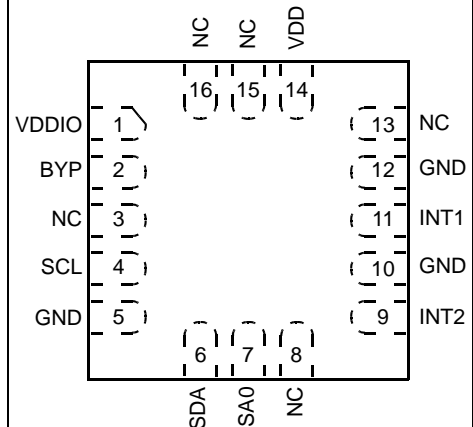 NC NC VDD
16 15 14
VDDIO 1 13 NC
BYP 2 12 GND
NC 3 11 INT1
SCL 4 10 GND
GND 5 9 INT2
6 7 8
SDA SA0 NC